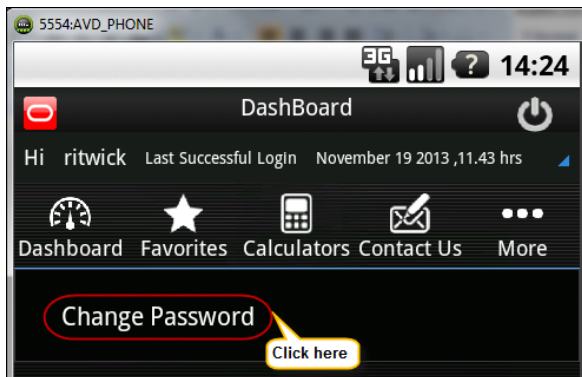 5554:AVD_PHONE
3G ? 14:24
DashBoard
Hi ritwick Last Successful LogIn November 19 2013 ,11.43 hrs
Dashboard Favorites Calculators Contact Us More
Change Password
Click here